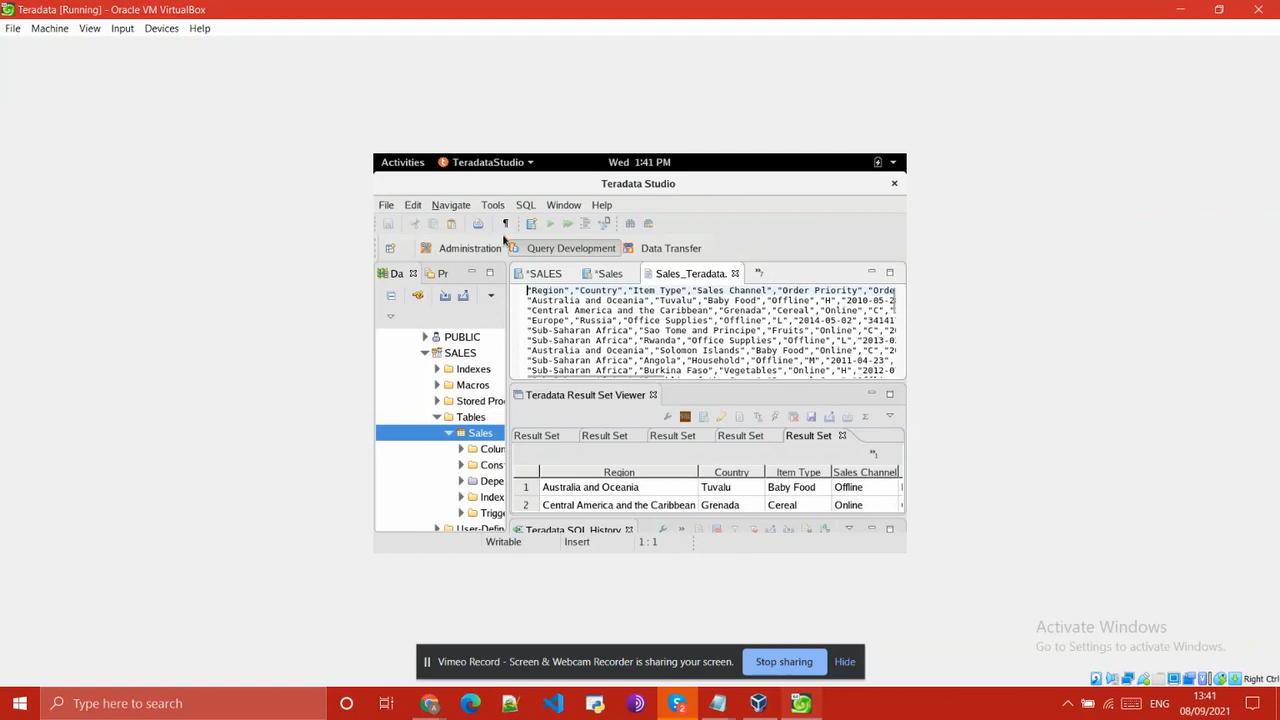 Teradata [Running] - Oracle VM VirtualBox
File Machine View Input Devices Help
Activities TeradataStudio Wed 1:41 PM
Teradata Studio
File Edit Navigate Tools SQL Window Help
Administration Query Development Data Transfer
Da Pr *SALES *Sales Sales_Teradata.
"Region","Country","Item Type","Sales Channel","Order Priority","Orde
"Australia and Oceania","Tuvalu","Baby Food","Offline","H","2010-05-2
"Central America and the Caribbean","Grenada","Cereal","Online","C",
"Europe","Russia","Office Supplies","Offline","L","2014-05-02","34141
"Sub-Saharan Africa","Sao Tome and Principe","Fruits","Online","C","20
"Sub-Saharan Africa","Rwanda","Office Supplies","Offline","L","2013-0
"Australia and Oceania","Solomon Islands","Baby Food","Online","C","20
"Sub-Saharan Africa","Angola","Household","Offline","M","2011-04-23",
"Sub-Saharan Africa","Burkina Faso","Vegetables","Online","H","2012-0
PUBLIC
SALES
Indexes
Macros
Stored Proc
Tables
Sales
Colur
Cons
Depe
Index
Trigge
User-Defin
Teradata Result Set Viewer
Result Set Result Set Result Set Result Set Result Set
Region Country Item Type Sales Channel
1 Australia and Oceania Tuvalu Baby Food Offline
2 Central America and the Caribbean Grenada Cereal Online
Teradata SQL History
Writable Insert 1 : 1
Activate Windows
Go to Settings to activate Windows.
Vimeo Record - Screen & Webcam Recorder is sharing your screen. Stop sharing Hide
Right Ctrl
Type here to search
ENG
13:41
08/09/2021